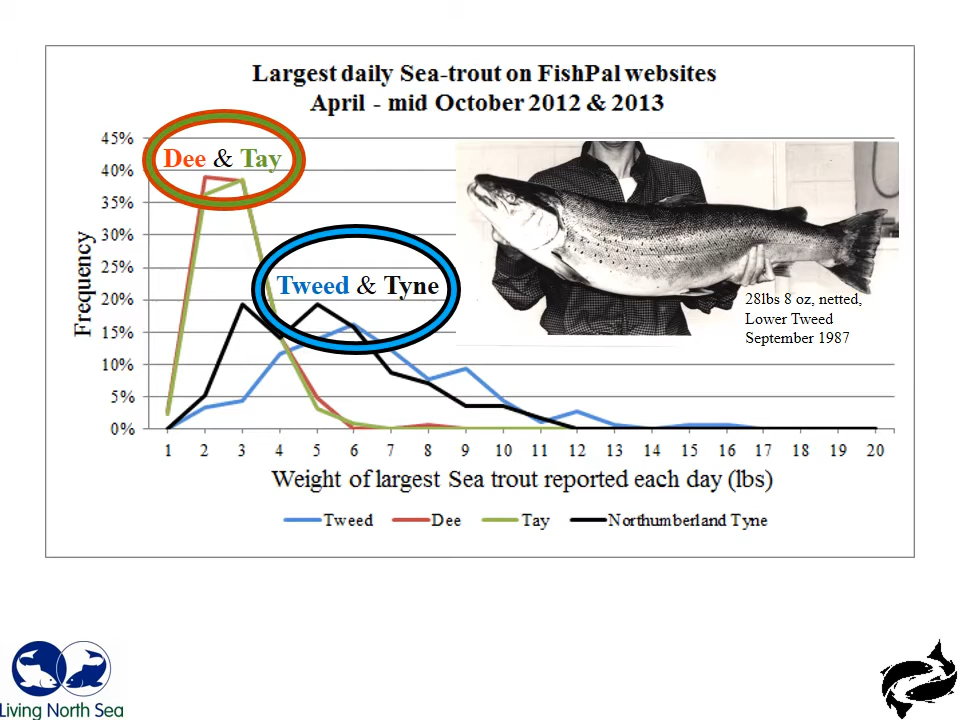 Largest daily Sea-trout on FishPal websites
April - mid October 2012 & 2013
45%
40%
35%
30%
25%
20%
15%
10%
5%
0%
Frequency
Dee & Tay
Tweed & Tyne
28lbs 8 oz, netted,
Lower Tweed
September 1987
1 2 3 4 5 6 7 8 9 10 11 12 13 14 15 16 17 18 19 20
Weight of largest Sea trout reported each day (lbs)
Tweed Dee Tay Northumberland Tyne
Living North Sea